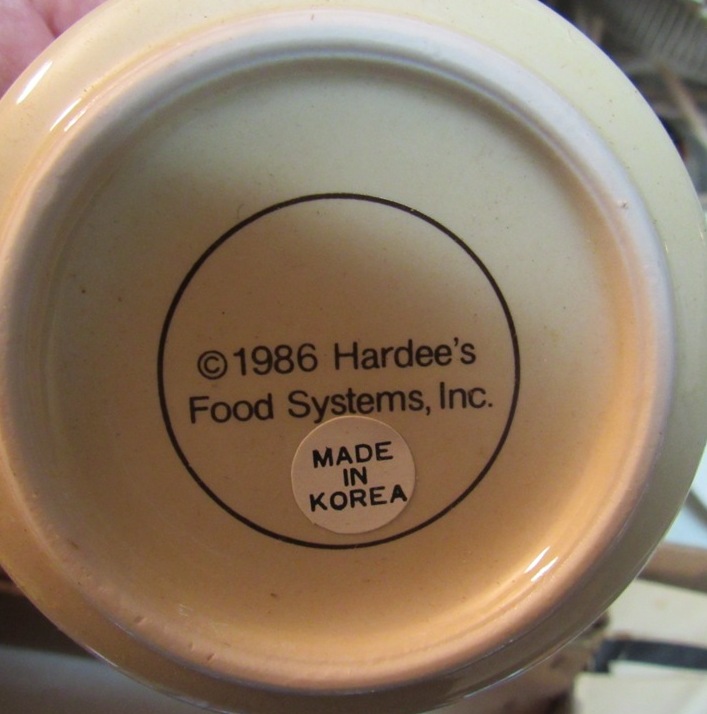 ©1986 Hardee's
Food Systems, Inc.
MADE
IN
KOREA